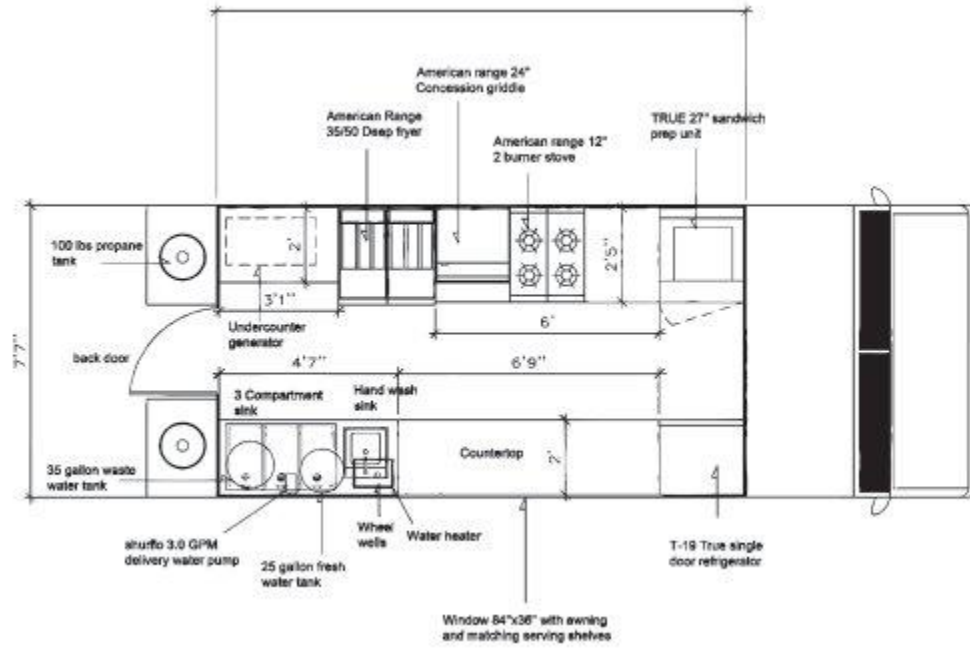 American range 24"
Concession griddle
American Range
35/50 Deep fryer
American range 12"
2 burner stove
TRUE 27" sandwich
prep unit
100 lbs propane
tank
2'
2'5"
3'1"
Undercounter
generator
6'
7'7"
back door
4'7"
6'9"
3 Compartment
sink
Hand wash
sink
Countertop
2'
35 gallon waste
water tank
shurflo 3.0 GPM
delivery water pump
25 gallon fresh
water tank
Wheel
wells
Water heater
T-19 True single
door refrigerator
Window 84"x36" with awning
and matching serving shelves